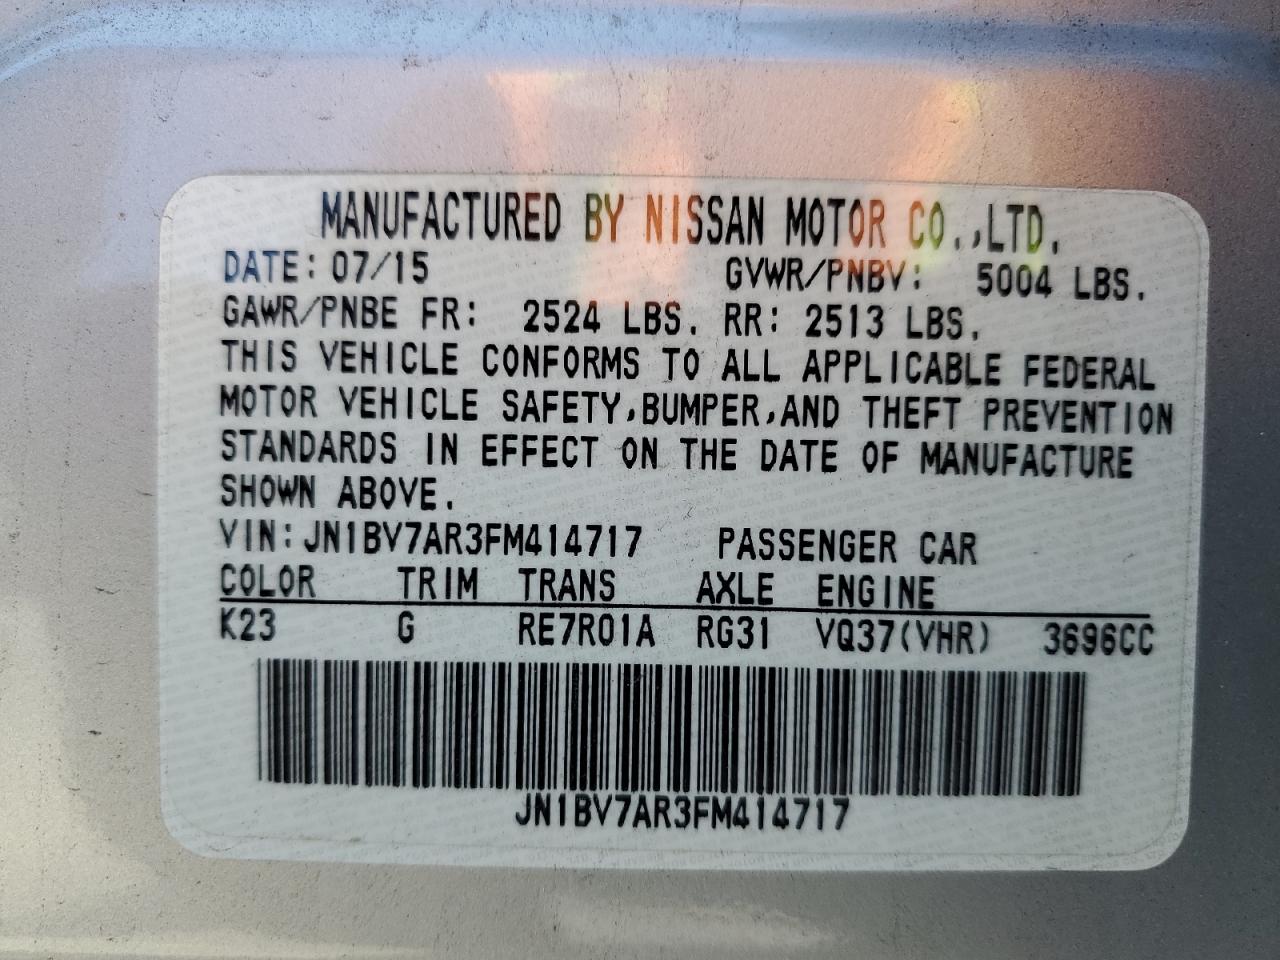 MANUFACTURED BY NISSAN MOTOR CO.,LTD.
DATE: 07/15 GVWR/PNBV: 5004 LBS.
GAWR/PNBE FR: 2524 LBS. RR: 2513 LBS.
THIS VEHICLE CONFORMS TO ALL APPLICABLE FEDERAL
MOTOR VEHICLE SAFETY,BUMPER,AND THEFT PREVENTION
STANDARDS IN EFFECT ON THE DATE OF MANUFACTURE
SHOWN ABOVE.
VIN: JN1BV7AR3FM414717 PASSENGER CAR
COLOR TRIM TRANS AXLE ENGINE
K23 G RE7R01A RG31 VQ37(VHR) 3696CC
JN1BV7AR3FM414717